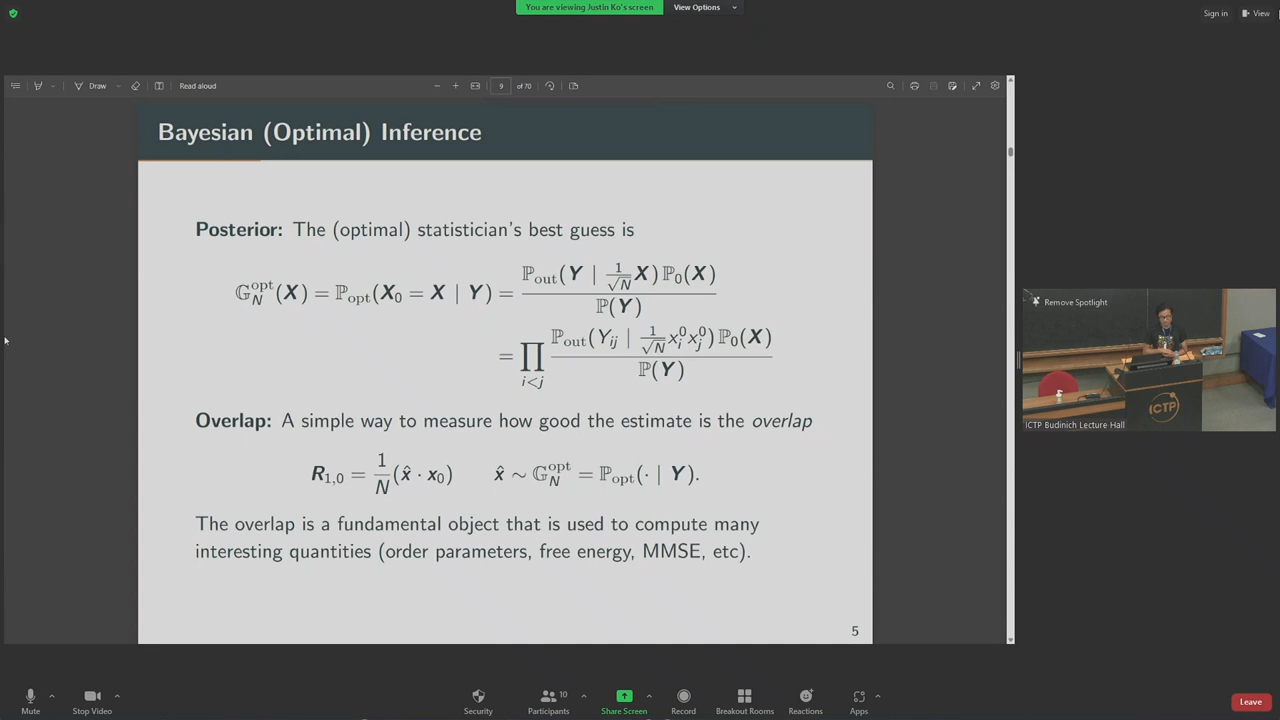 You are viewing Justin Ko's screen
View Options
Sign in
View
Draw
Read aloud
9
of 70
Bayesian (Optimal) Inference
Posterior: The (optimal) statistician's best guess is
𝔾_N^opt(X) = ℙ_opt(X_0 = X | Y) = ℙ_out(Y | 1/√N X) ℙ_0(X) / ℙ(Y)
= ∏_{i<j} ℙ_out(Y_ij | 1/√N x_i^0 x_j^0) ℙ_0(X) / ℙ(Y)
Overlap: A simple way to measure how good the estimate is the overlap
R_{1,0} = 1/N (x̂ · x_0)    x̂ ∼ 𝔾_N^opt = ℙ_opt(· | Y).
The overlap is a fundamental object that is used to compute many
interesting quantities (order parameters, free energy, MMSE, etc).
5
Remove Spotlight
ICTP
ICTP Budinich Lecture Hall
Mute
Stop Video
Security
Participants
10
Share Screen
Record
Breakout Rooms
Reactions
Apps
Leave